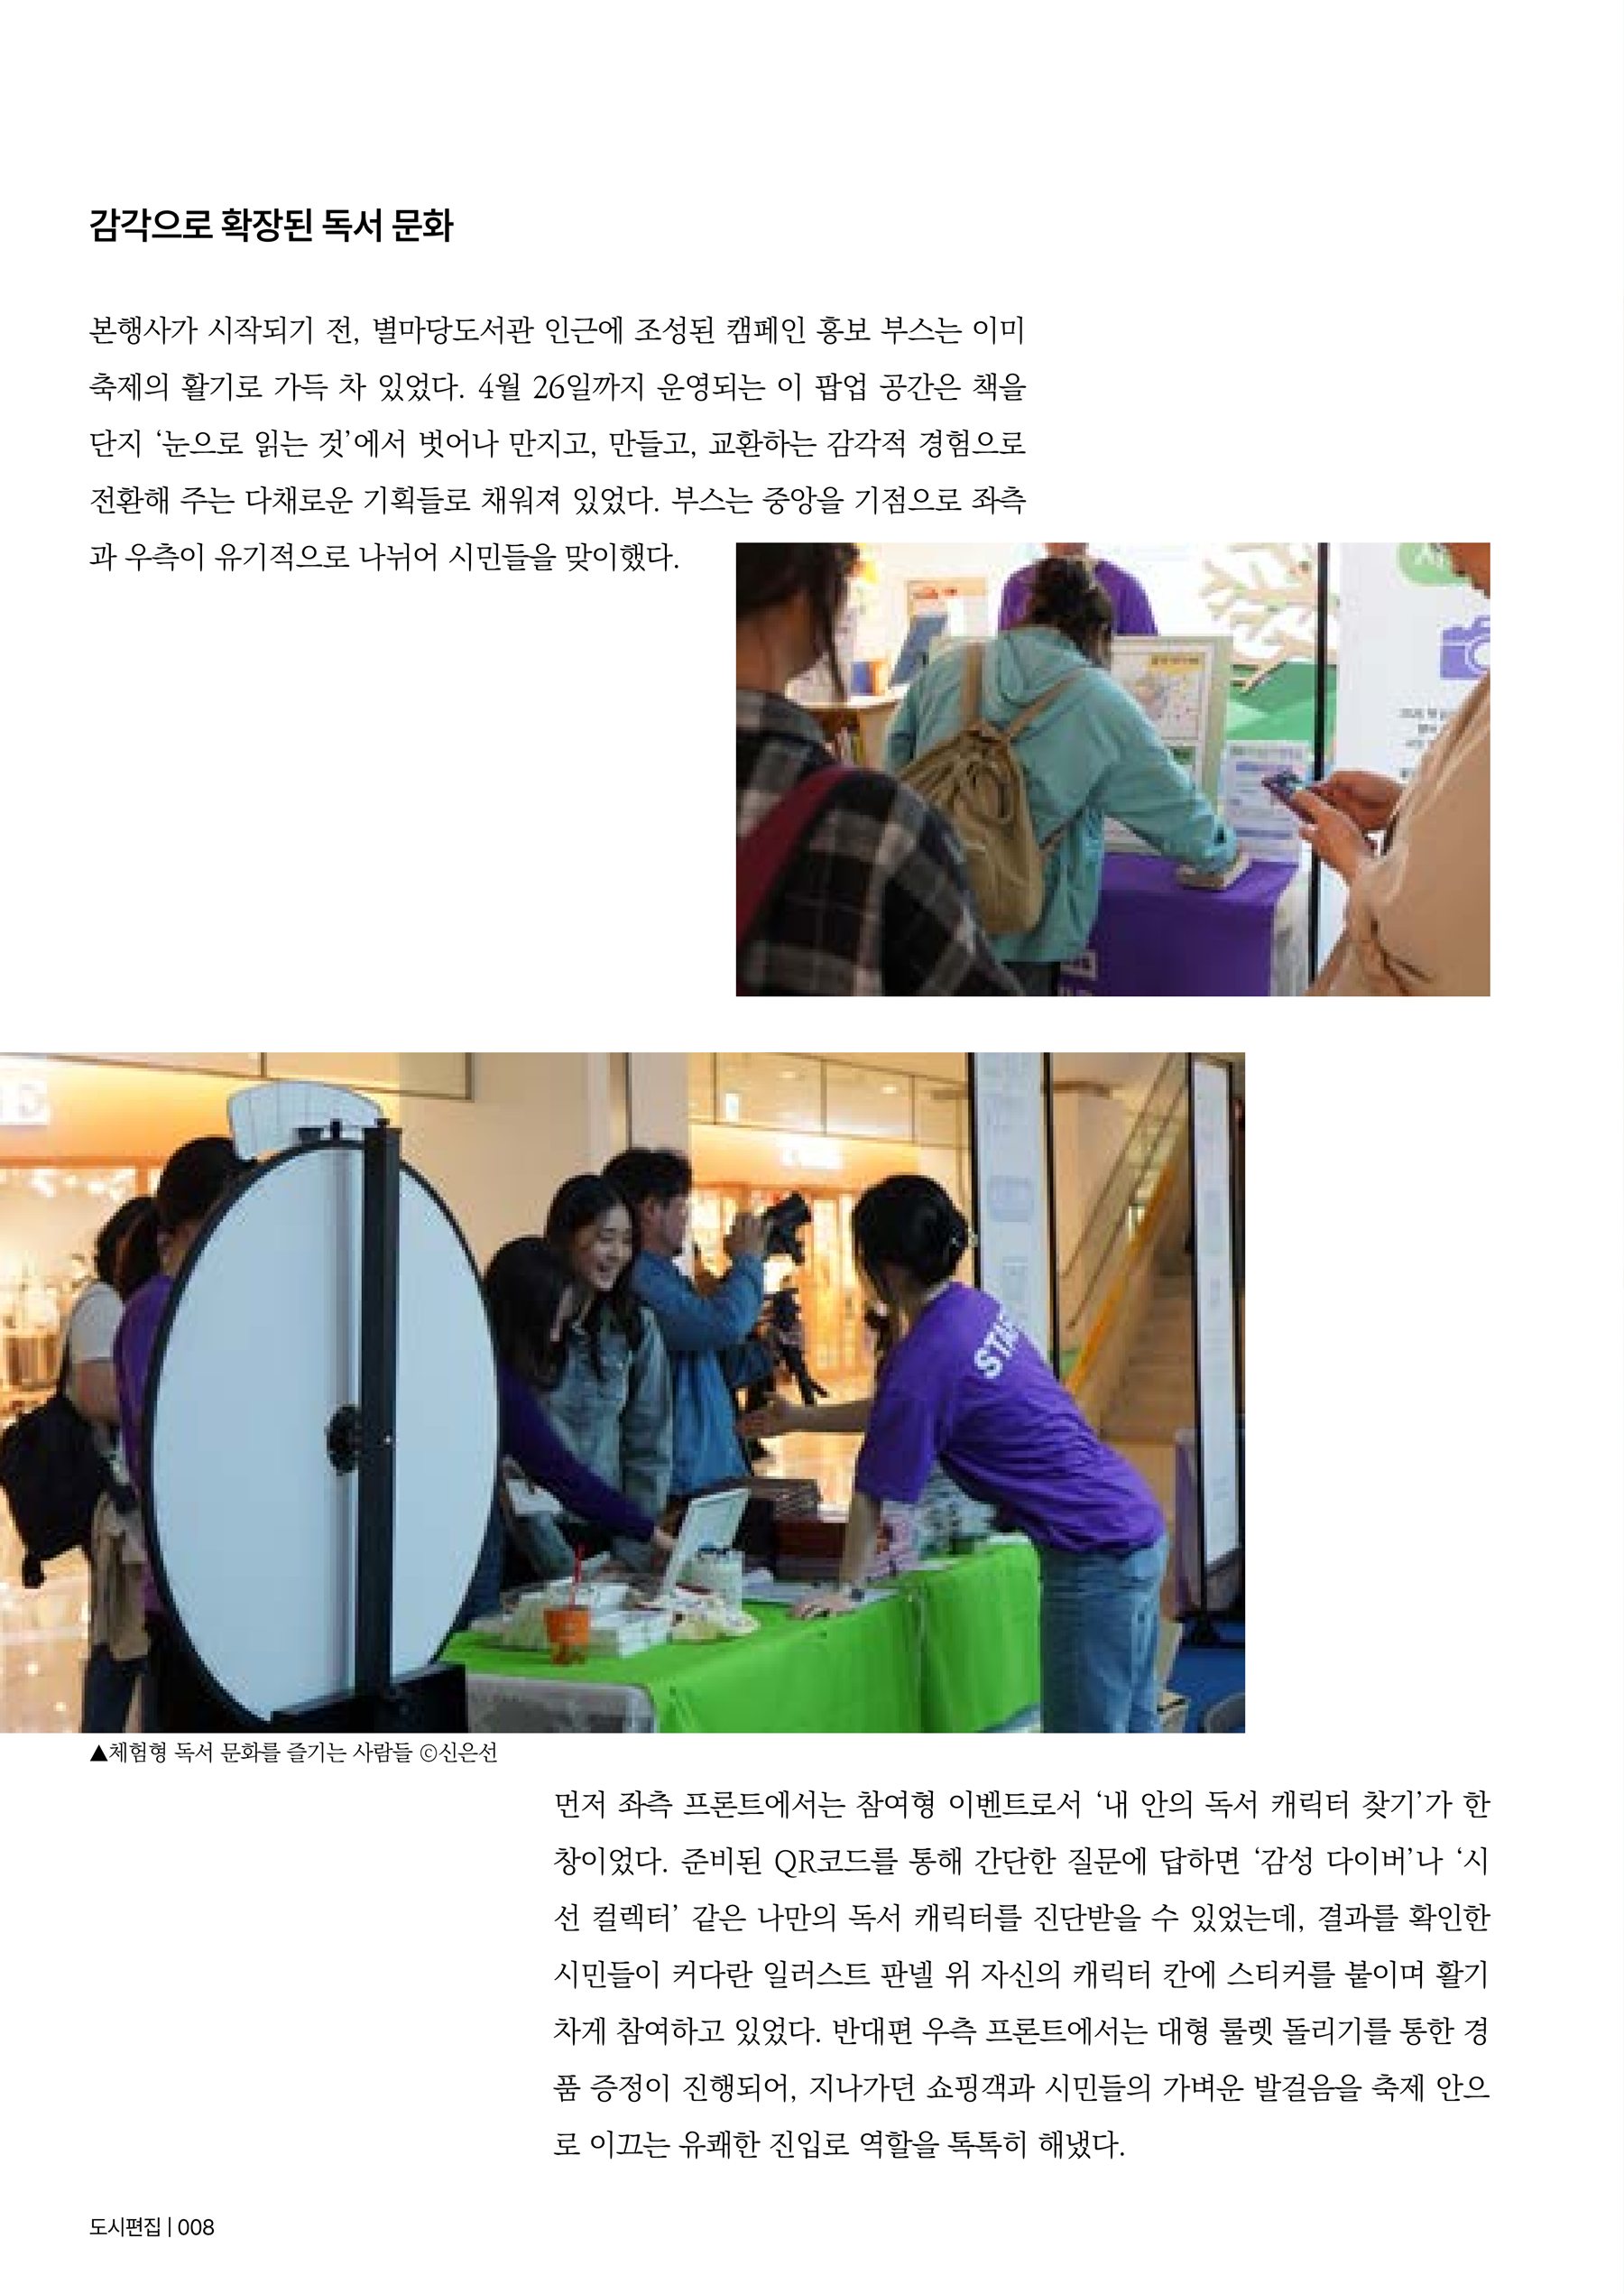 감각으로 확장된 독서 문화
본행사가 시작되기 전, 별마당도서관 인근에 조성된 캠페인 홍보 부스는 이미
축제의 활기로 가득 차 있었다. 4월 26일까지 운영되는 이 팝업 공간은 책을
단지 ‘눈으로 읽는 것’에서 벗어나 만지고, 만들고, 교환하는 감각적 경험으로
전환해 주는 다채로운 기획들로 채워져 있었다. 부스는 중앙을 기점으로 좌측
과 우측이 유기적으로 나뉘어 시민들을 맞이했다.
▲체험형 독서 문화를 즐기는 사람들 ⓒ신은선
먼저 좌측 프론트에서는 참여형 이벤트로서 ‘내 안의 독서 캐릭터 찾기’가 한
창이었다. 준비된 QR코드를 통해 간단한 질문에 답하면 ‘감성 다이버’나 ‘시
선 컬렉터’ 같은 나만의 독서 캐릭터를 진단받을 수 있었는데, 결과를 확인한
시민들이 커다란 일러스트 판넬 위 자신의 캐릭터 칸에 스티커를 붙이며 활기
차게 참여하고 있었다. 반대편 우측 프론트에서는 대형 룰렛 돌리기를 통한 경
품 증정이 진행되어, 지나가던 쇼핑객과 시민들의 가벼운 발걸음을 축제 안으
로 이끄는 유쾌한 진입로 역할을 톡톡히 해냈다.
도시편집 | 008